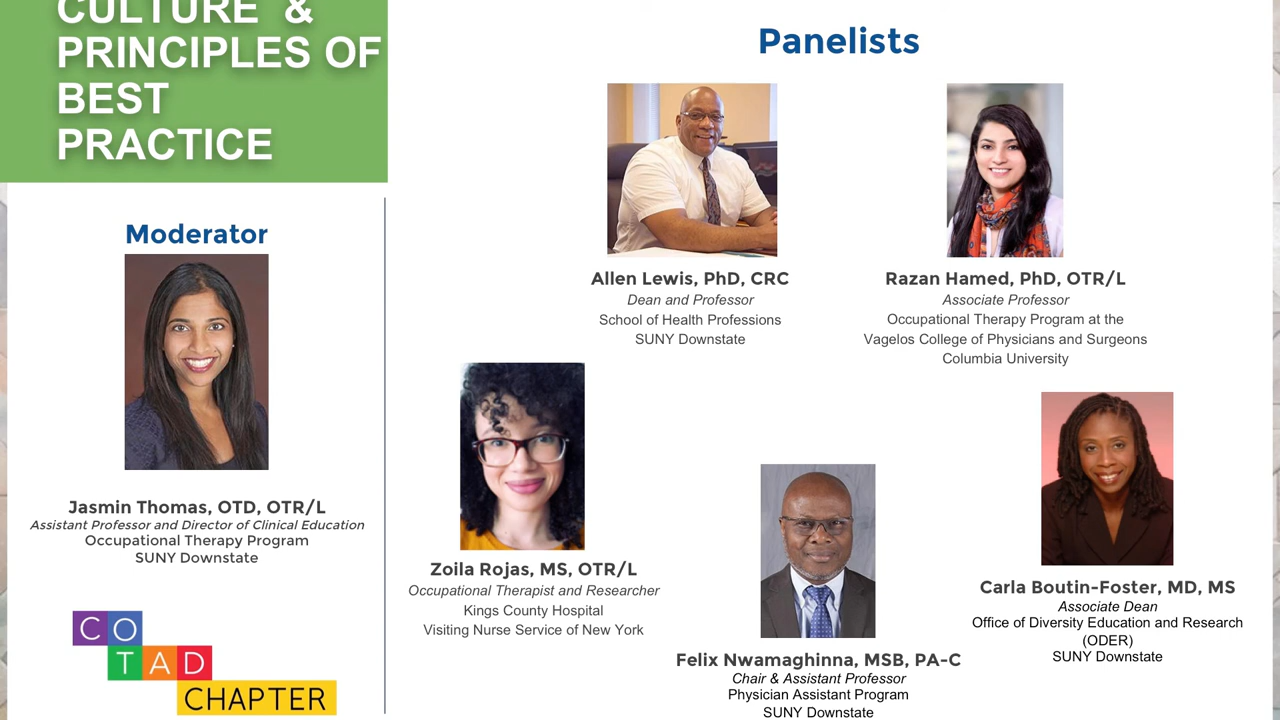 CULTURE &
PRINCIPLES OF
BEST
PRACTICE
Moderator
Jasmin Thomas, OTD, OTR/L
Assistant Professor and Director of Clinical Education
Occupational Therapy Program
SUNY Downstate
COTAD
CHAPTER
Panelists
Allen Lewis, PhD, CRC
Dean and Professor
School of Health Professions
SUNY Downstate
Razan Hamed, PhD, OTR/L
Associate Professor
Occupational Therapy Program at the
Vagelos College of Physicians and Surgeons
Columbia University
Zoila Rojas, MS, OTR/L
Occupational Therapist and Researcher
Kings County Hospital
Visiting Nurse Service of New York
Felix Nwamaghinna, MSB, PA-C
Chair & Assistant Professor
Physician Assistant Program
SUNY Downstate
Carla Boutin-Foster, MD, MS
Associate Dean
Office of Diversity Education and Research
(ODER)
SUNY Downstate